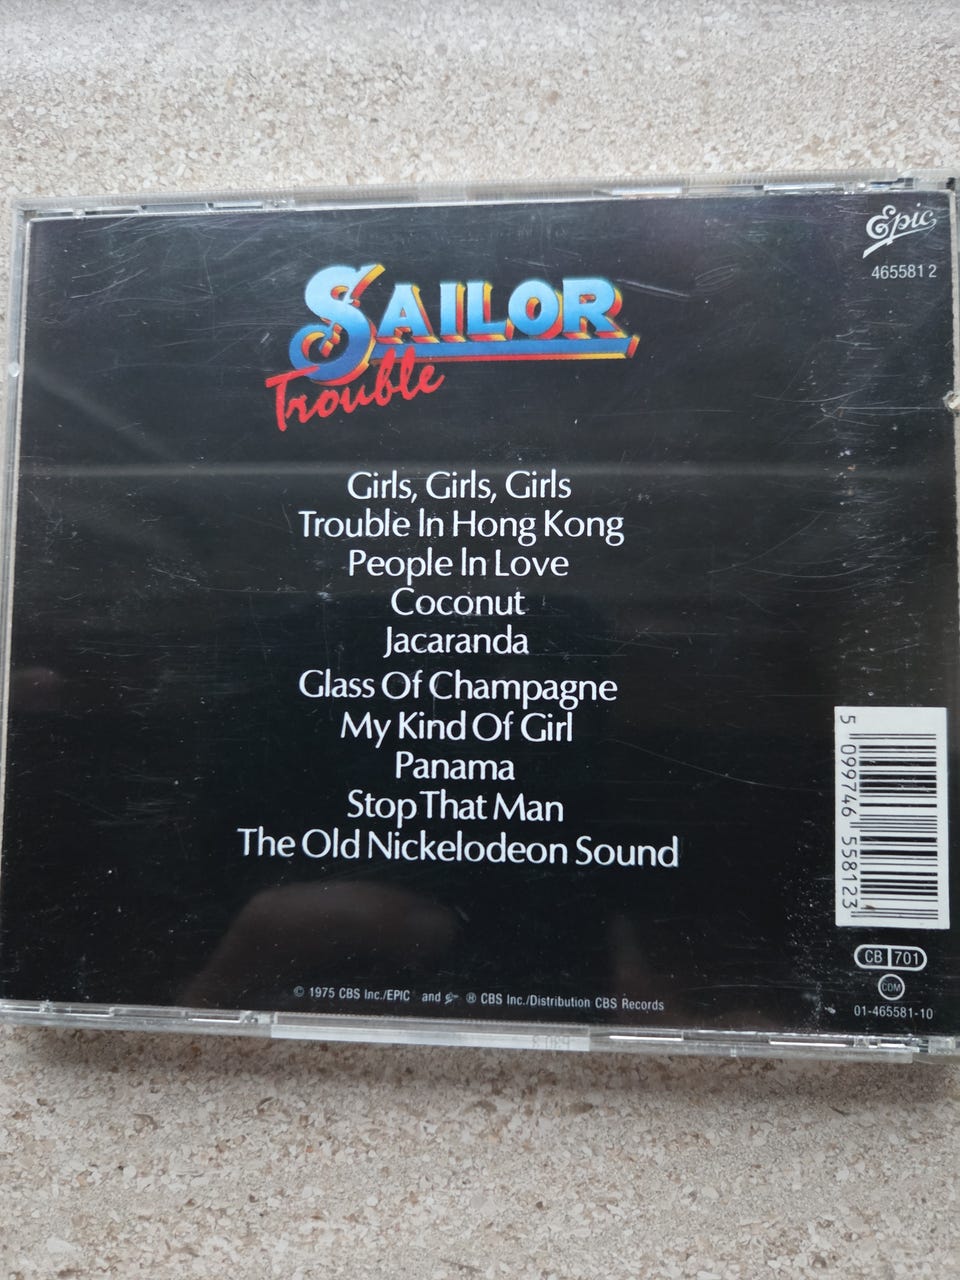 Epic
465581 2
SAILOR
Trouble
Girls, Girls, Girls
Trouble In Hong Kong
People In Love
Coconut
Jacaranda
Glass Of Champagne
My Kind Of Girl
Panama
Stop That Man
The Old Nickelodeon Sound
5 099746 558123
CB 701
CDM
01-465581-10
© 1975 CBS Inc./EPIC and ℗ CBS Inc./Distribution CBS Records